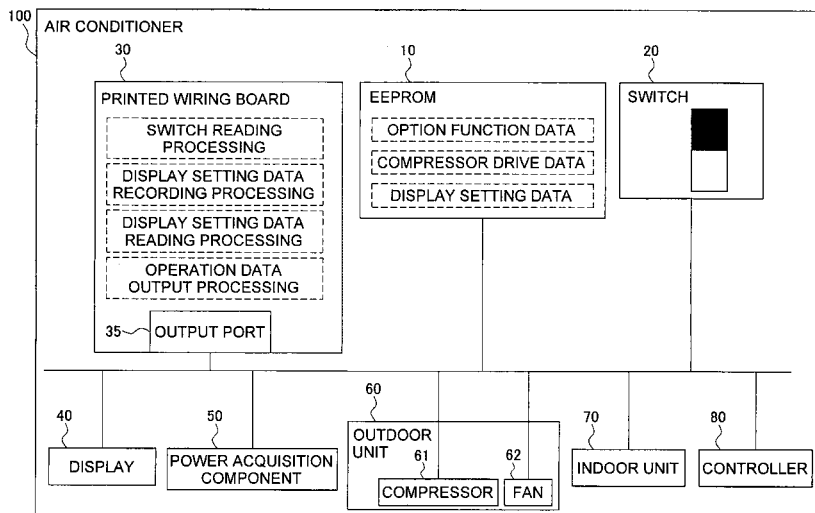 100
AIR CONDITIONER
30
10
20
PRINTED WIRING BOARD
SWITCH READING
PROCESSING
DISPLAY SETTING DATA
RECORDING PROCESSING
DISPLAY SETTING DATA
READING PROCESSING
OPERATION DATA
OUTPUT PROCESSING
35
OUTPUT PORT
EEPROM
OPTION FUNCTION DATA
COMPRESSOR DRIVE DATA
DISPLAY SETTING DATA
SWITCH
40
DISPLAY
50
POWER ACQUISITION
COMPONENT
60
OUTDOOR
UNIT
61
COMPRESSOR
62
FAN
70
INDOOR UNIT
80
CONTROLLER